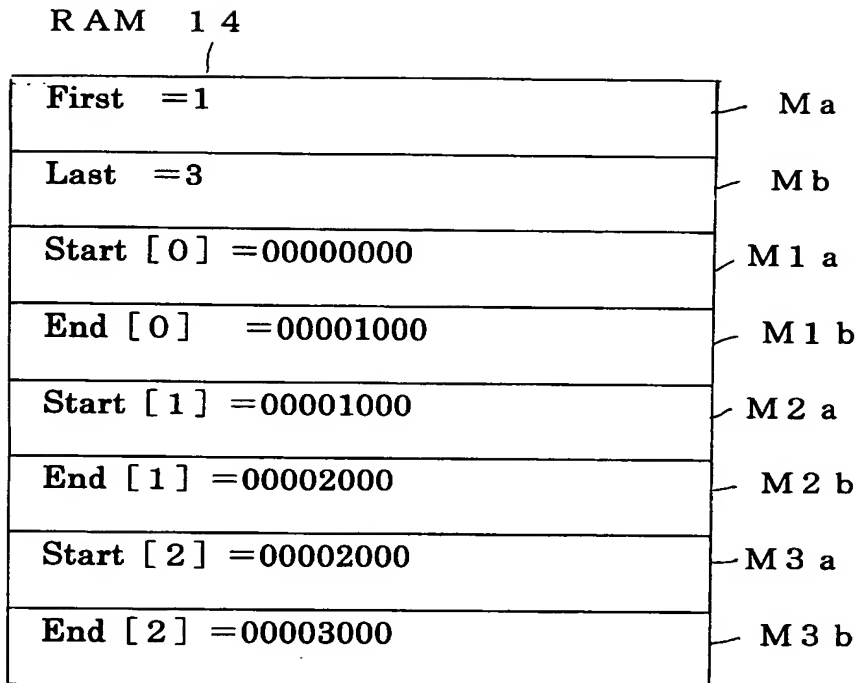 RAM 14
First =1 Ma
Last =3 Mb
Start [0] =00000000 M1a
End [0] =00001000 M1b
Start [1] =00001000 M2a
End [1] =00002000 M2b
Start [2] =00002000 M3a
End [2] =00003000 M3b